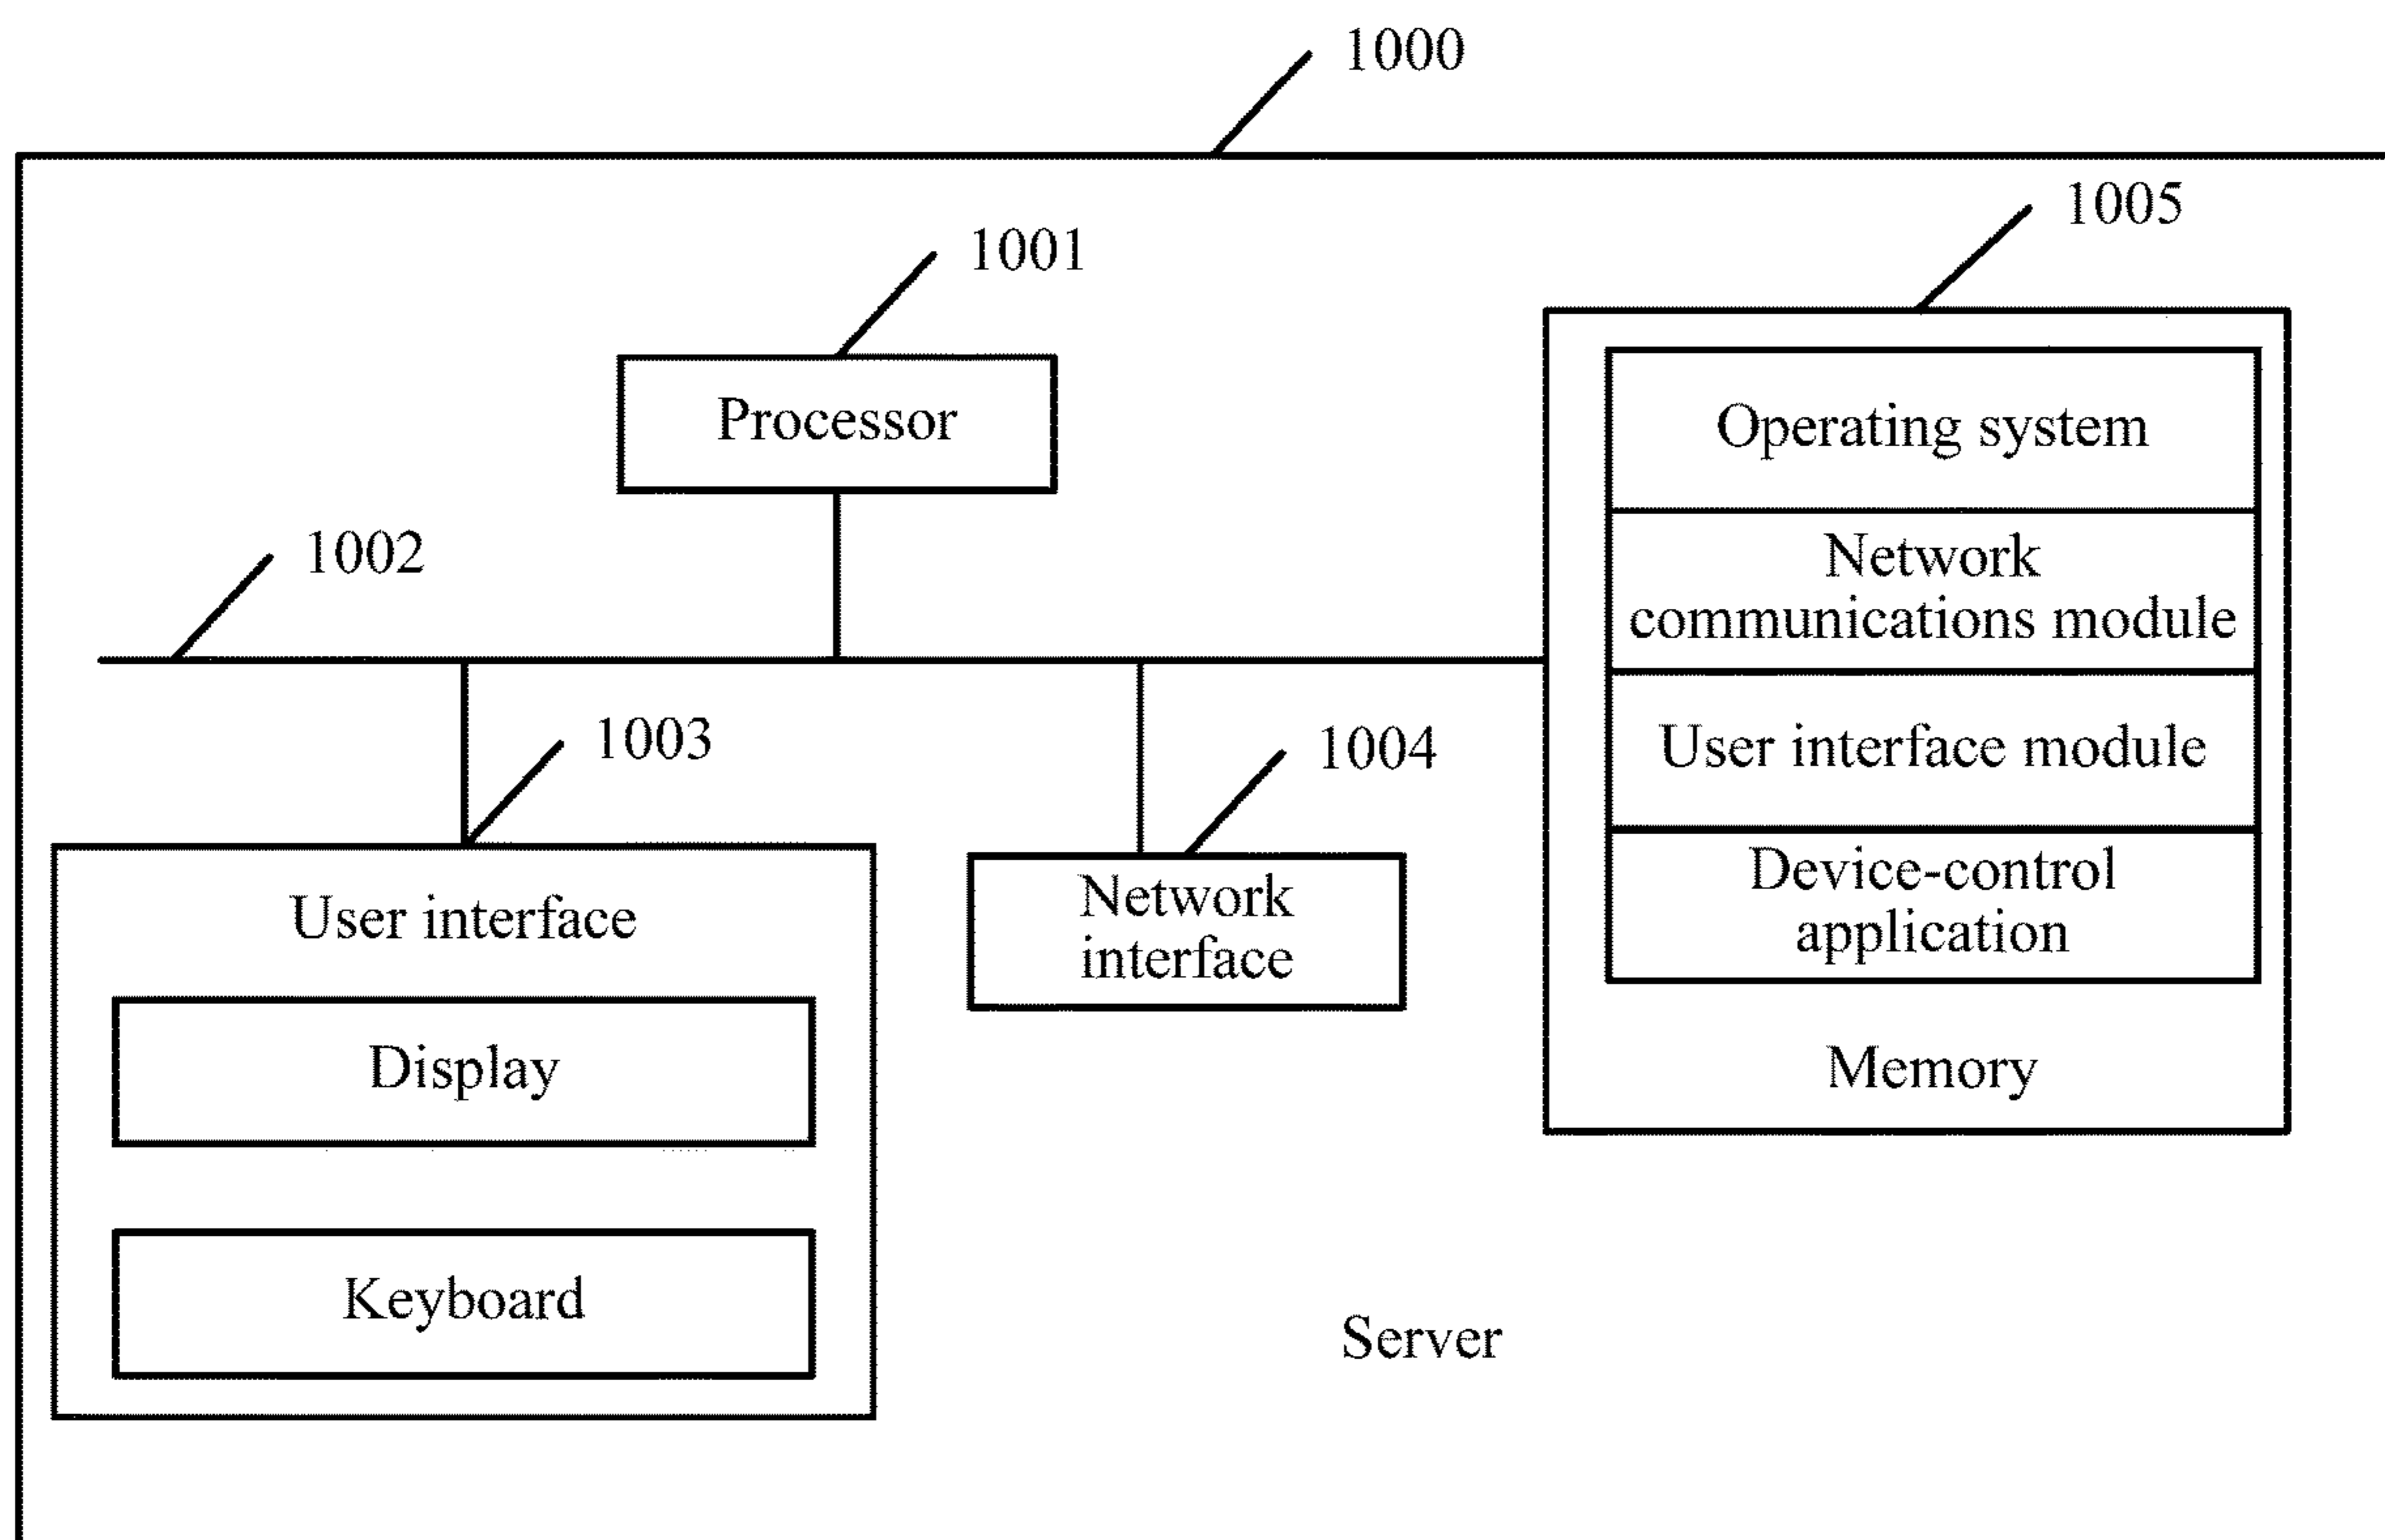 1000
1005
1001
Processor
Operating system
Network
communications module
User interface module
Device-control
application
Memory
1002
1003
User interface
Display
Keyboard
1004
Network
interface
Server